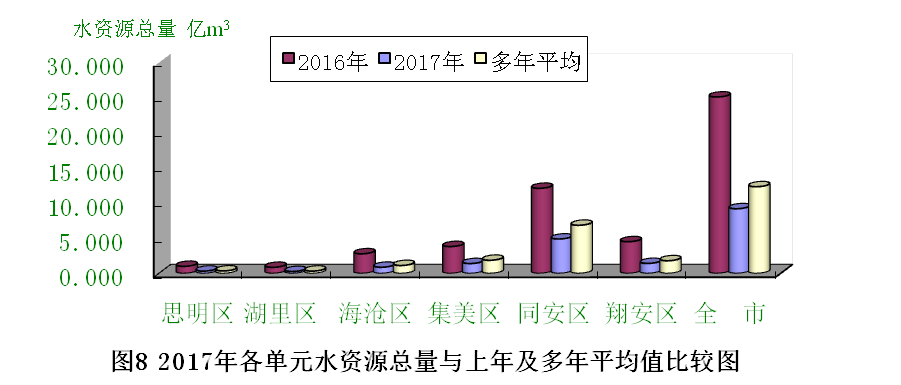 水资源总量 亿m³
2016年 2017年 多年平均
30.000
25.000
20.000
15.000
10.000
5.000
0.000
思明区 湖里区 海沧区 集美区 同安区 翔安区 全 市
图8 2017年各单元水资源总量与上年及多年平均值比较图